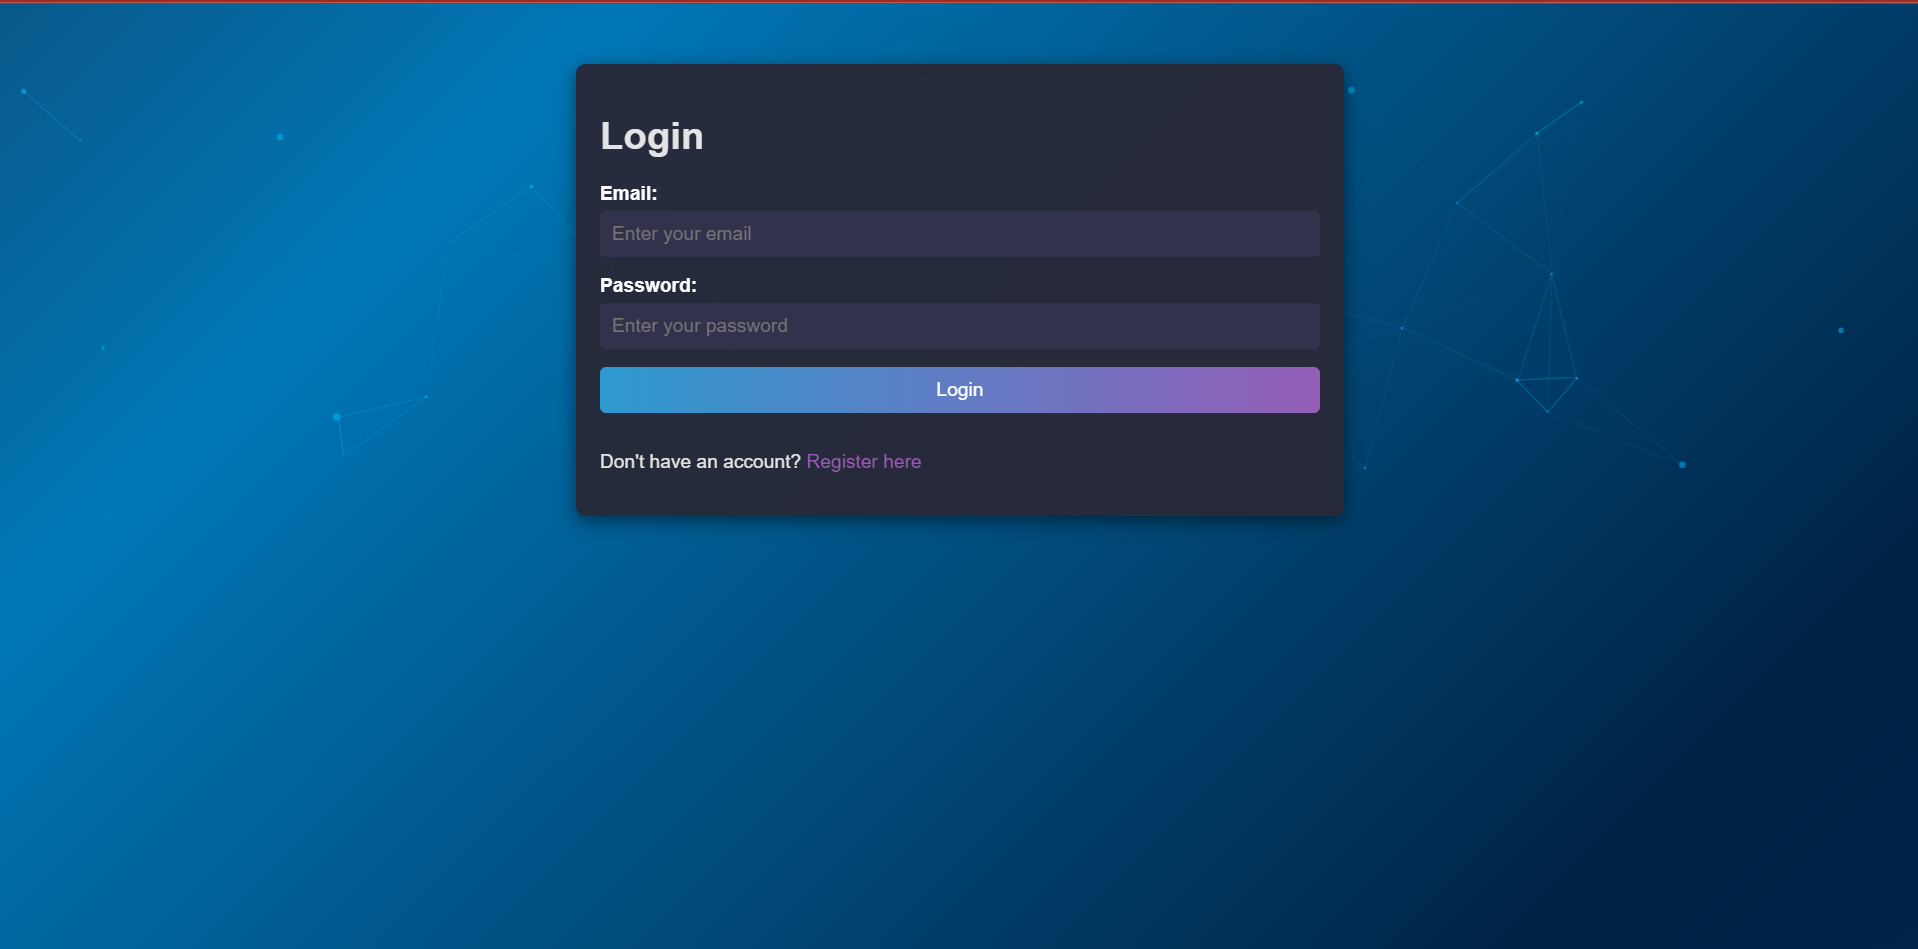 Login
Email:
Enter your email
Password:
Enter your password
Login
Don't have an account? Register here